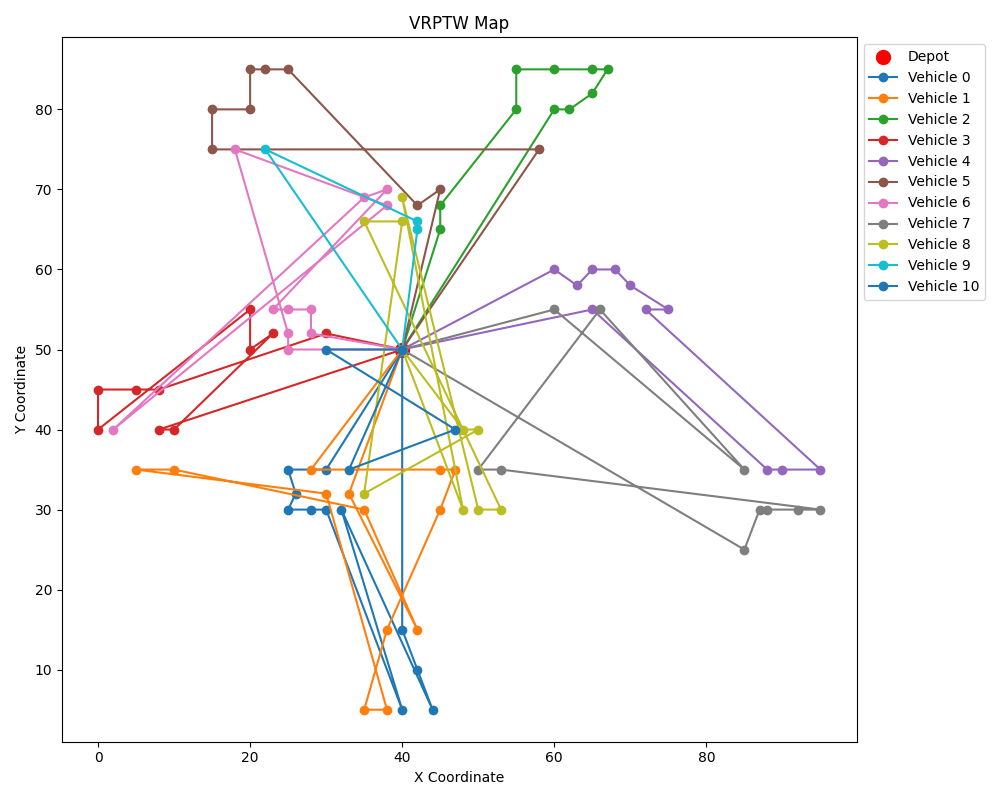 VRPTW Map
Y Coordinate
80
70
60
50
40
30
20
10
0
20
40
60
80
X Coordinate
Depot
Vehicle 0
Vehicle 1
Vehicle 2
Vehicle 3
Vehicle 4
Vehicle 5
Vehicle 6
Vehicle 7
Vehicle 8
Vehicle 9
Vehicle 10